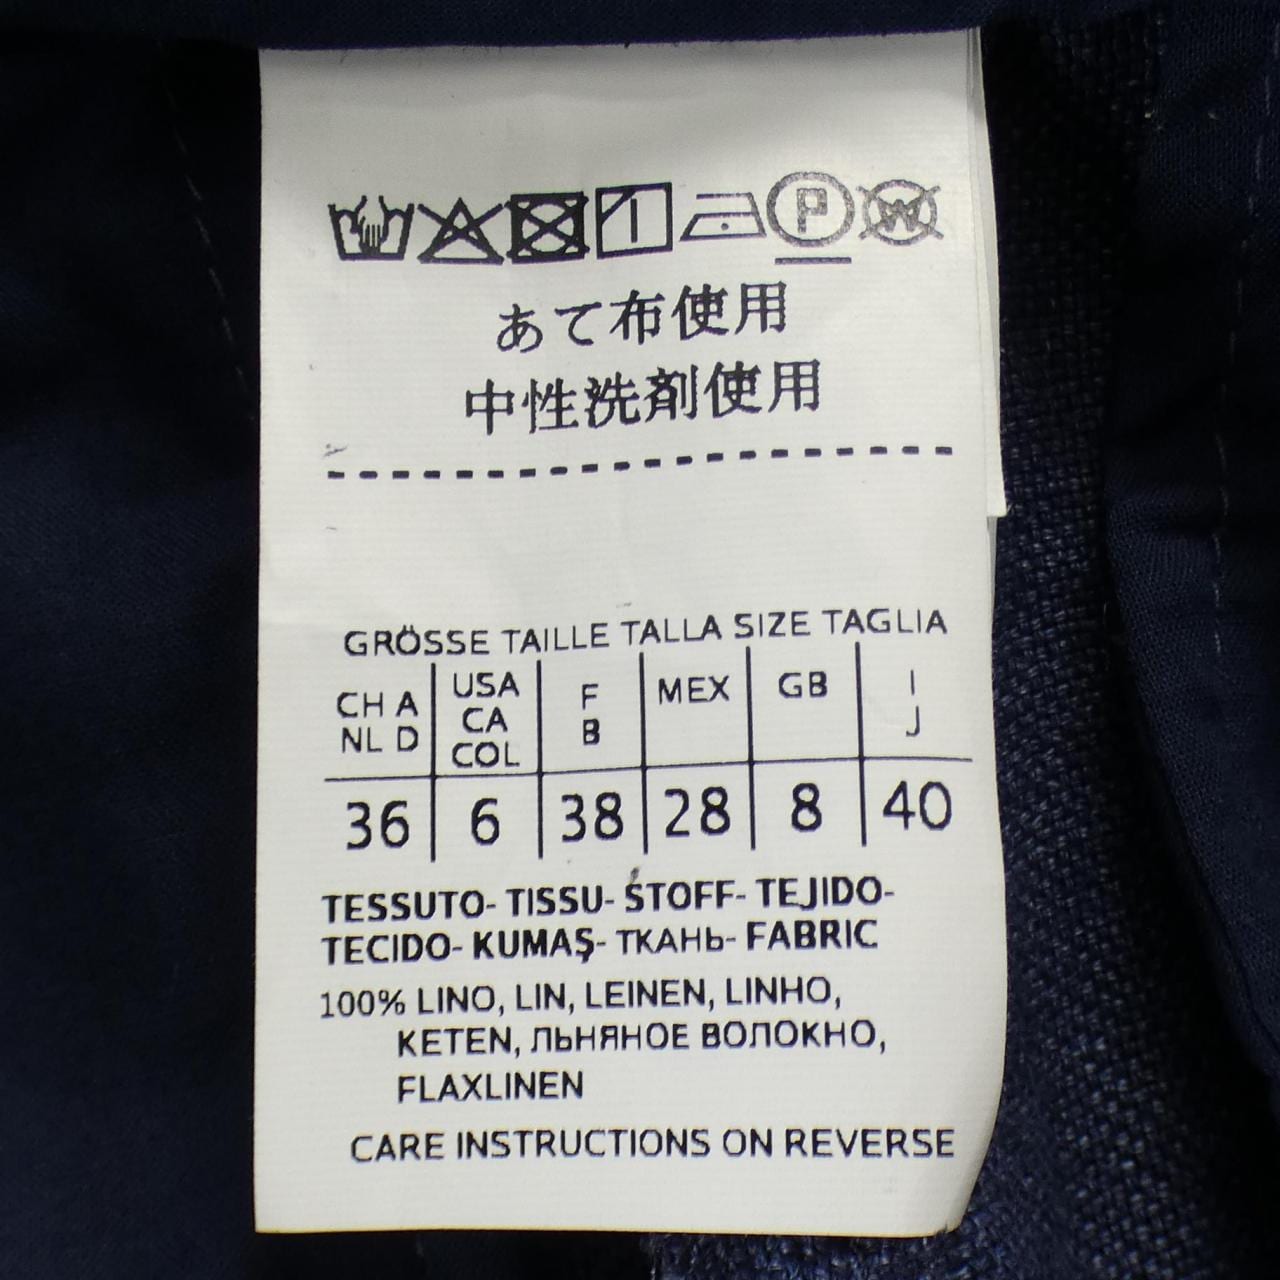 P W
あて布使用
中性洗剤使用
GRÖSSE TAILLE TALLA SIZE TAGLIA
CH A NL D USA CA COL F B MEX GB I J
36 6 38 28 8 40
TESSUTO- TISSU- STOFF- TEJIDO-
TECIDO- KUMAŞ- ТКАНЬ- FABRIC
100% LINO, LIN, LEINEN, LINHO,
KETEN, ЛЬНЯНОЕ ВОЛОКНО,
FLAXLINEN
CARE INSTRUCTIONS ON REVERSE